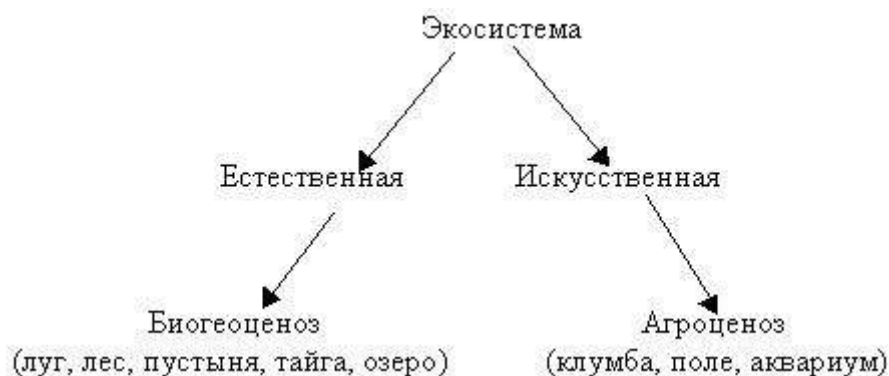 Экосистема
Естественная
Искусственная
Биогеоценоз
(луг, лес, пустыня, тайга, озеро)
Агроценоз
(клумба, поле, аквариум)